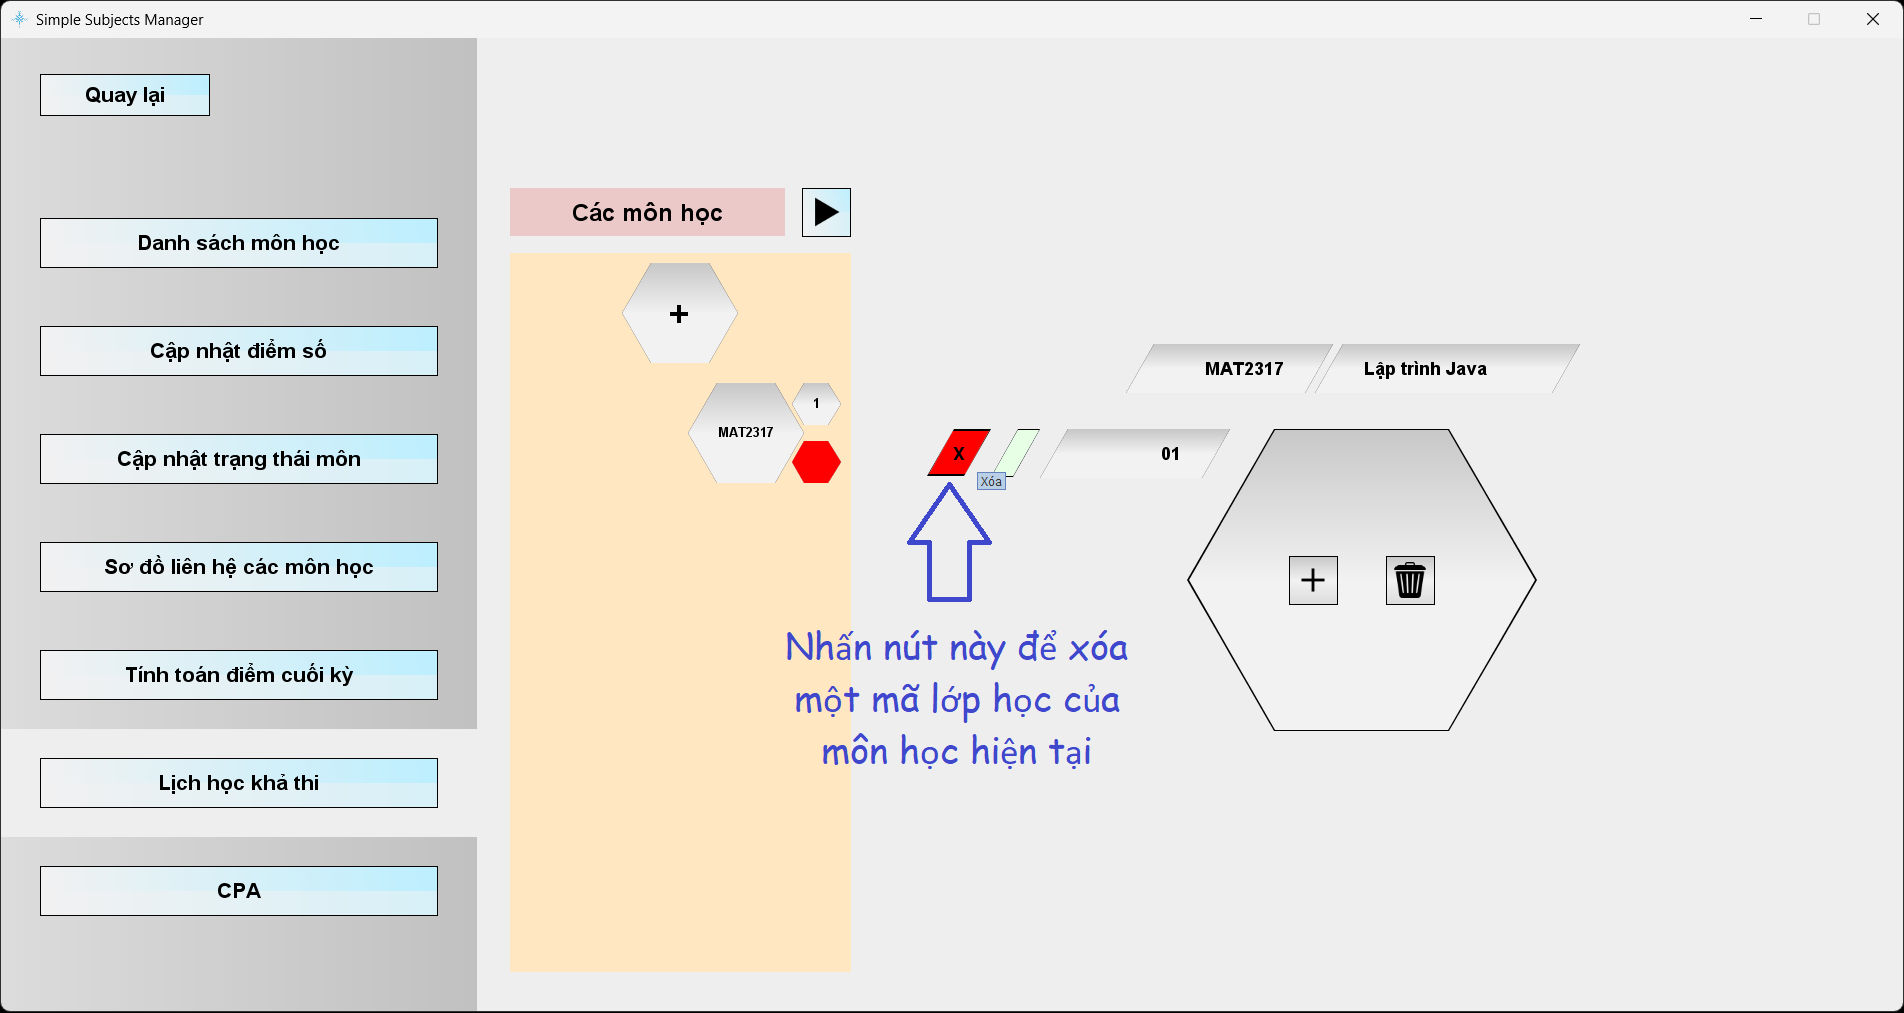 Simple Subjects Manager
Quay lại
Danh sách môn học
Cập nhật điểm số
Cập nhật trạng thái môn
Sơ đồ liên hệ các môn học
Tính toán điểm cuối kỳ
Lịch học khả thi
CPA
Các môn học
+
MAT2317
1
MAT2317
Lập trình Java
X
01
Xóa
Nhấn nút này để xóa
một mã lớp học của
môn học hiện tại